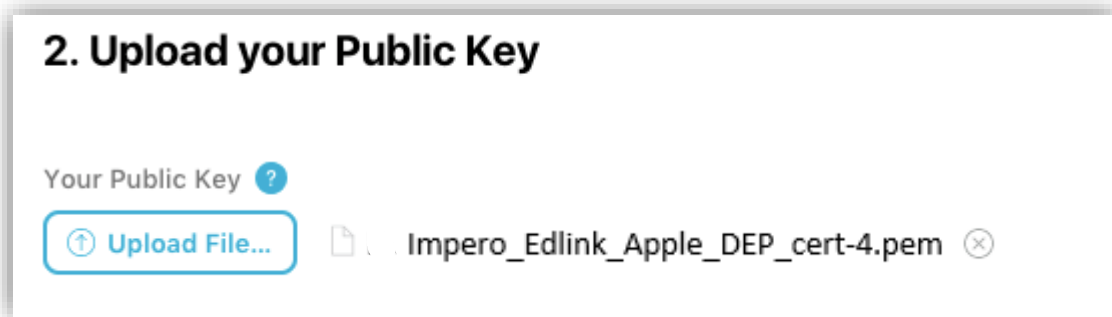 2. Upload your Public Key
Your Public Key ?
Upload File... Impero_Edlink_Apple_DEP_cert-4.pem